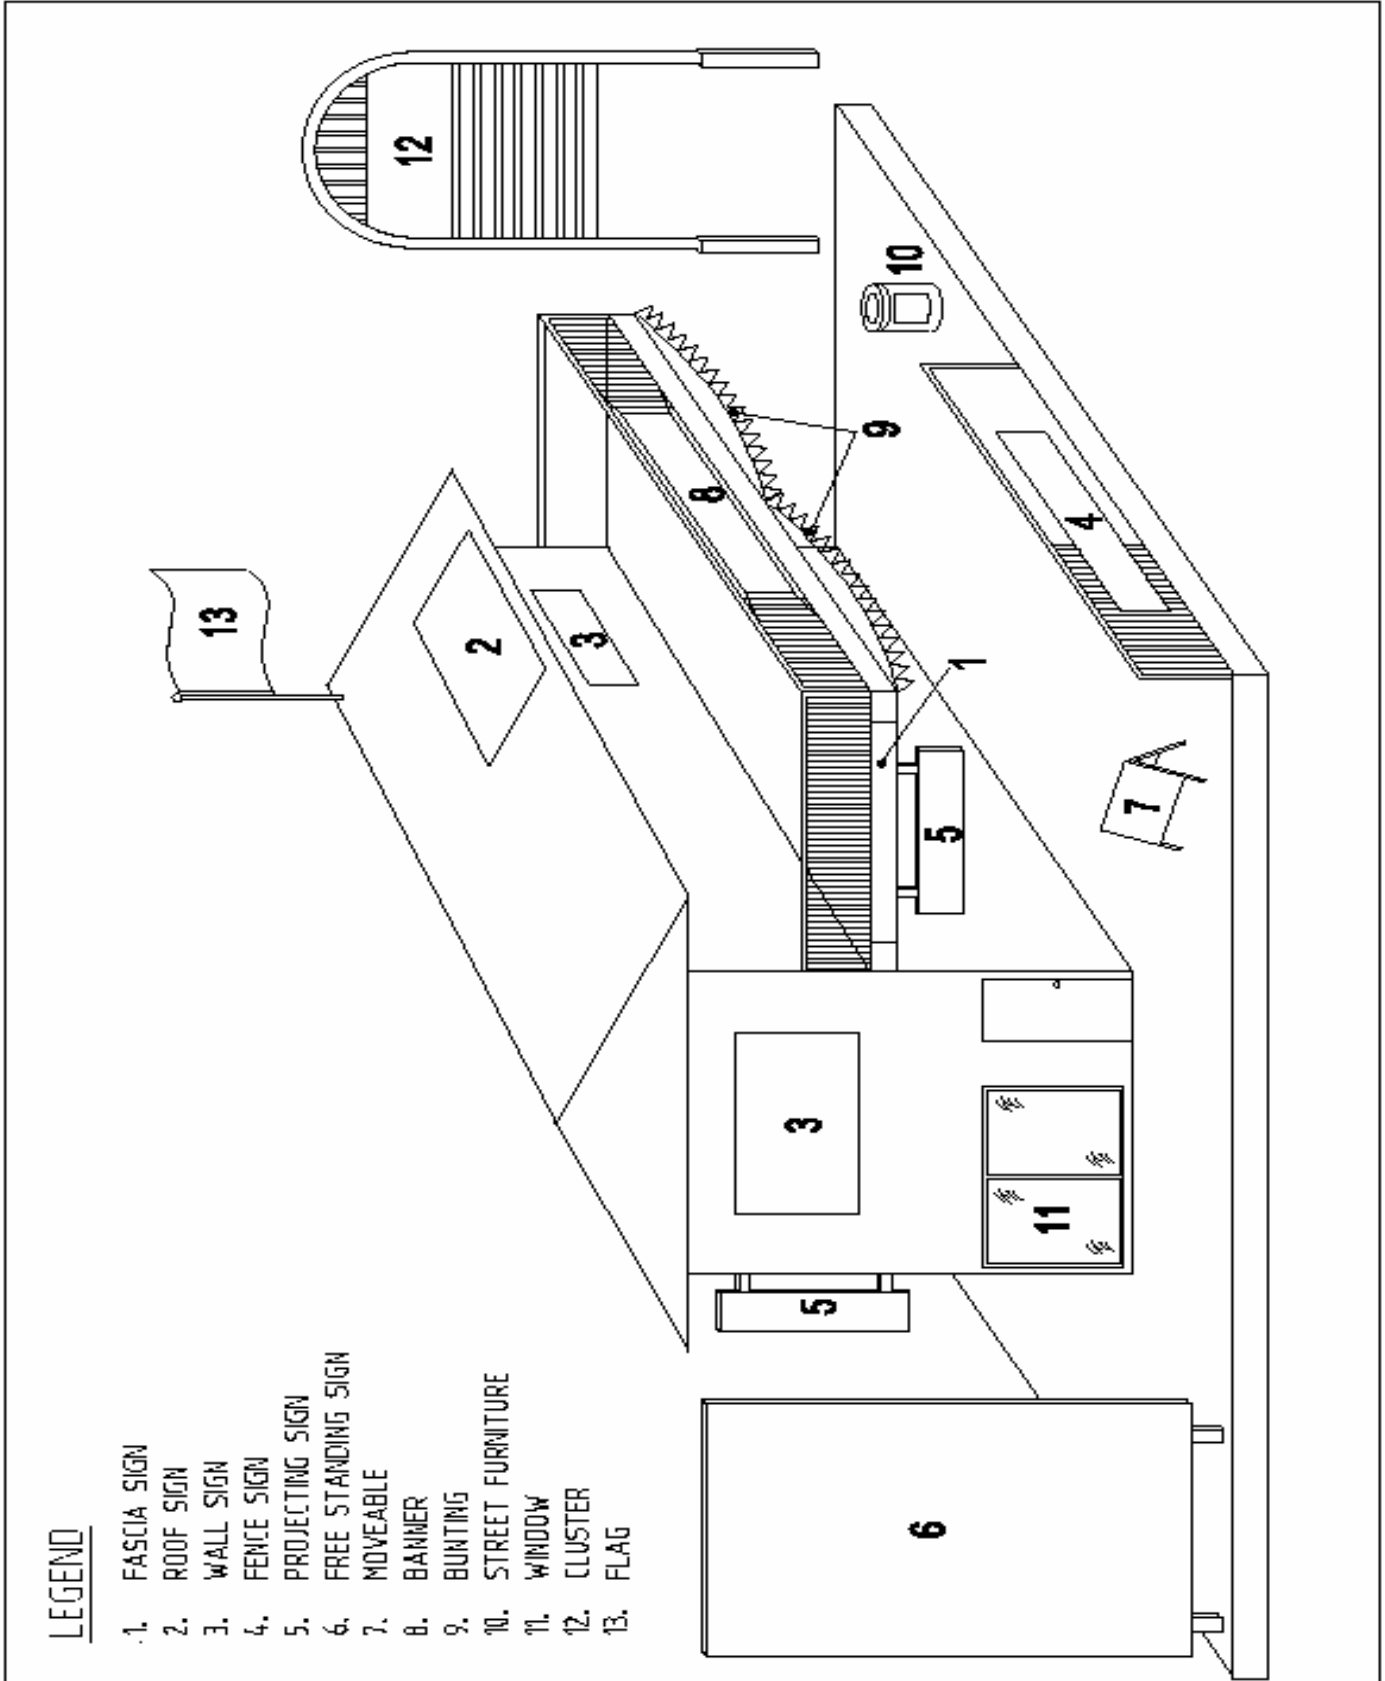 LEGEND
1. FASCIA SIGN
2. ROOF SIGN
3. WALL SIGN
4. FENCE SIGN
5. PROJECTING SIGN
6. FREE STANDING SIGN
7. MOVEABLE
8. BANNER
9. BUNTING
10. STREET FURNITURE
11. WINDOW
12. CLUSTER
13. FLAG
6
5
3
11
13
2
3
8
1
5
7
9
4
12
10